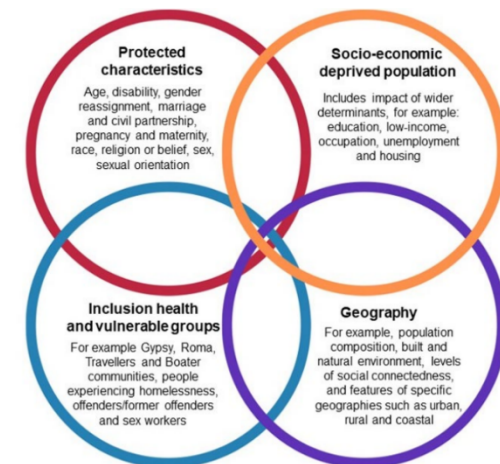 Protected
characteristics
Age, disability, gender
reassignment, marriage
and civil partnership,
pregnancy and maternity,
race, religion or belief, sex,
sexual orientation
Socio-economic
deprived population
Includes impact of wider
determinants, for example:
education, low-income,
occupation, unemployment
and housing
Inclusion health
and vulnerable groups
For example Gypsy, Roma,
Travellers and Boater
communities, people
experiencing homelessness,
offenders/former offenders
and sex workers
Geography
For example, population
composition, built and
natural environment, levels
of social connectedness,
and features of specific
geographies such as urban,
rural and coastal